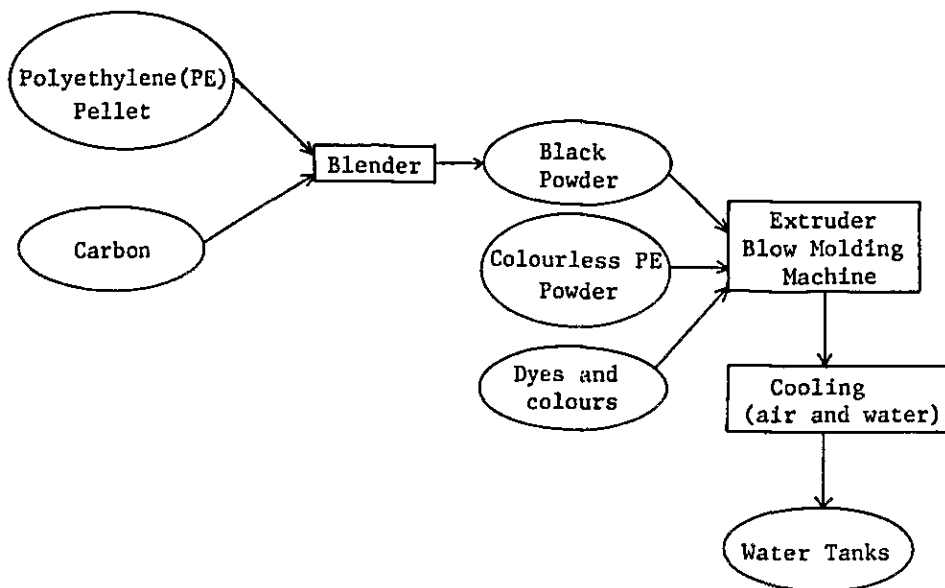 Polyethylene(PE)
Pellet
Carbon
Blender
Black
Powder
Colourless PE
Powder
Dyes and
colours
Extruder
Blow Molding
Machine
Cooling
(air and water)
Water Tanks